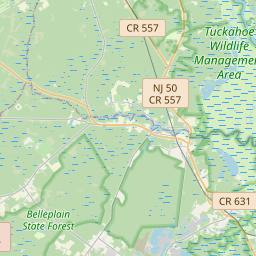 CR 557
Tuckahoe
Wildlife
Management
Area
NJ 50
CR 557
CR 631
Belleplain
State Forest